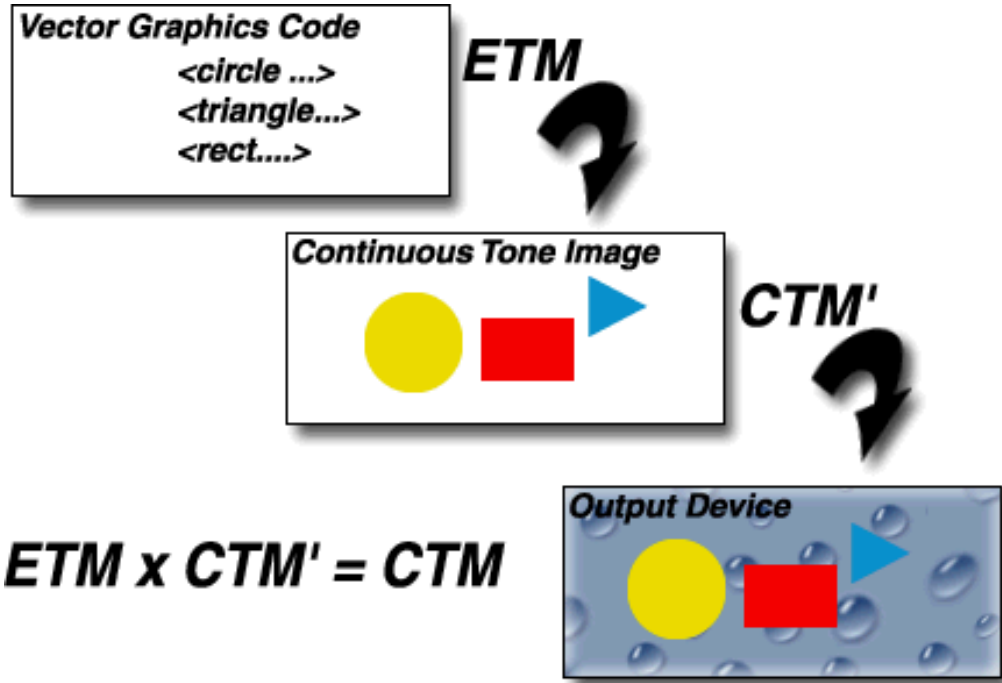 Vector Graphics Code
<circle ...>
<triangle...>
<rect....>
ETM
Continuous Tone Image
CTM'
Output Device
ETM x CTM' = CTM